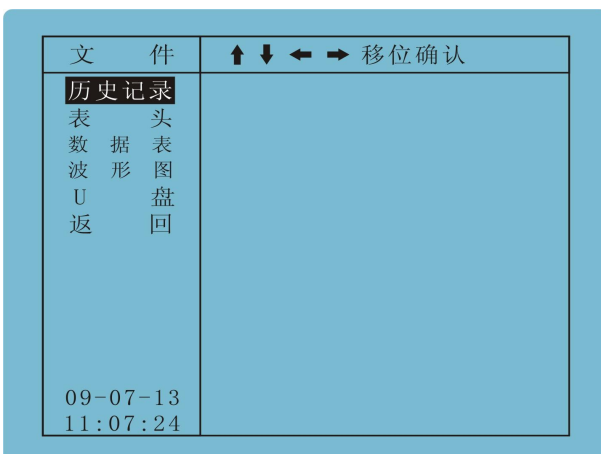 文 件 ↑ ↓ ← → 移位确认
历史记录
表 头
数 据 表
波 形 图
U 盘
返 回
09-07-13
11:07:24